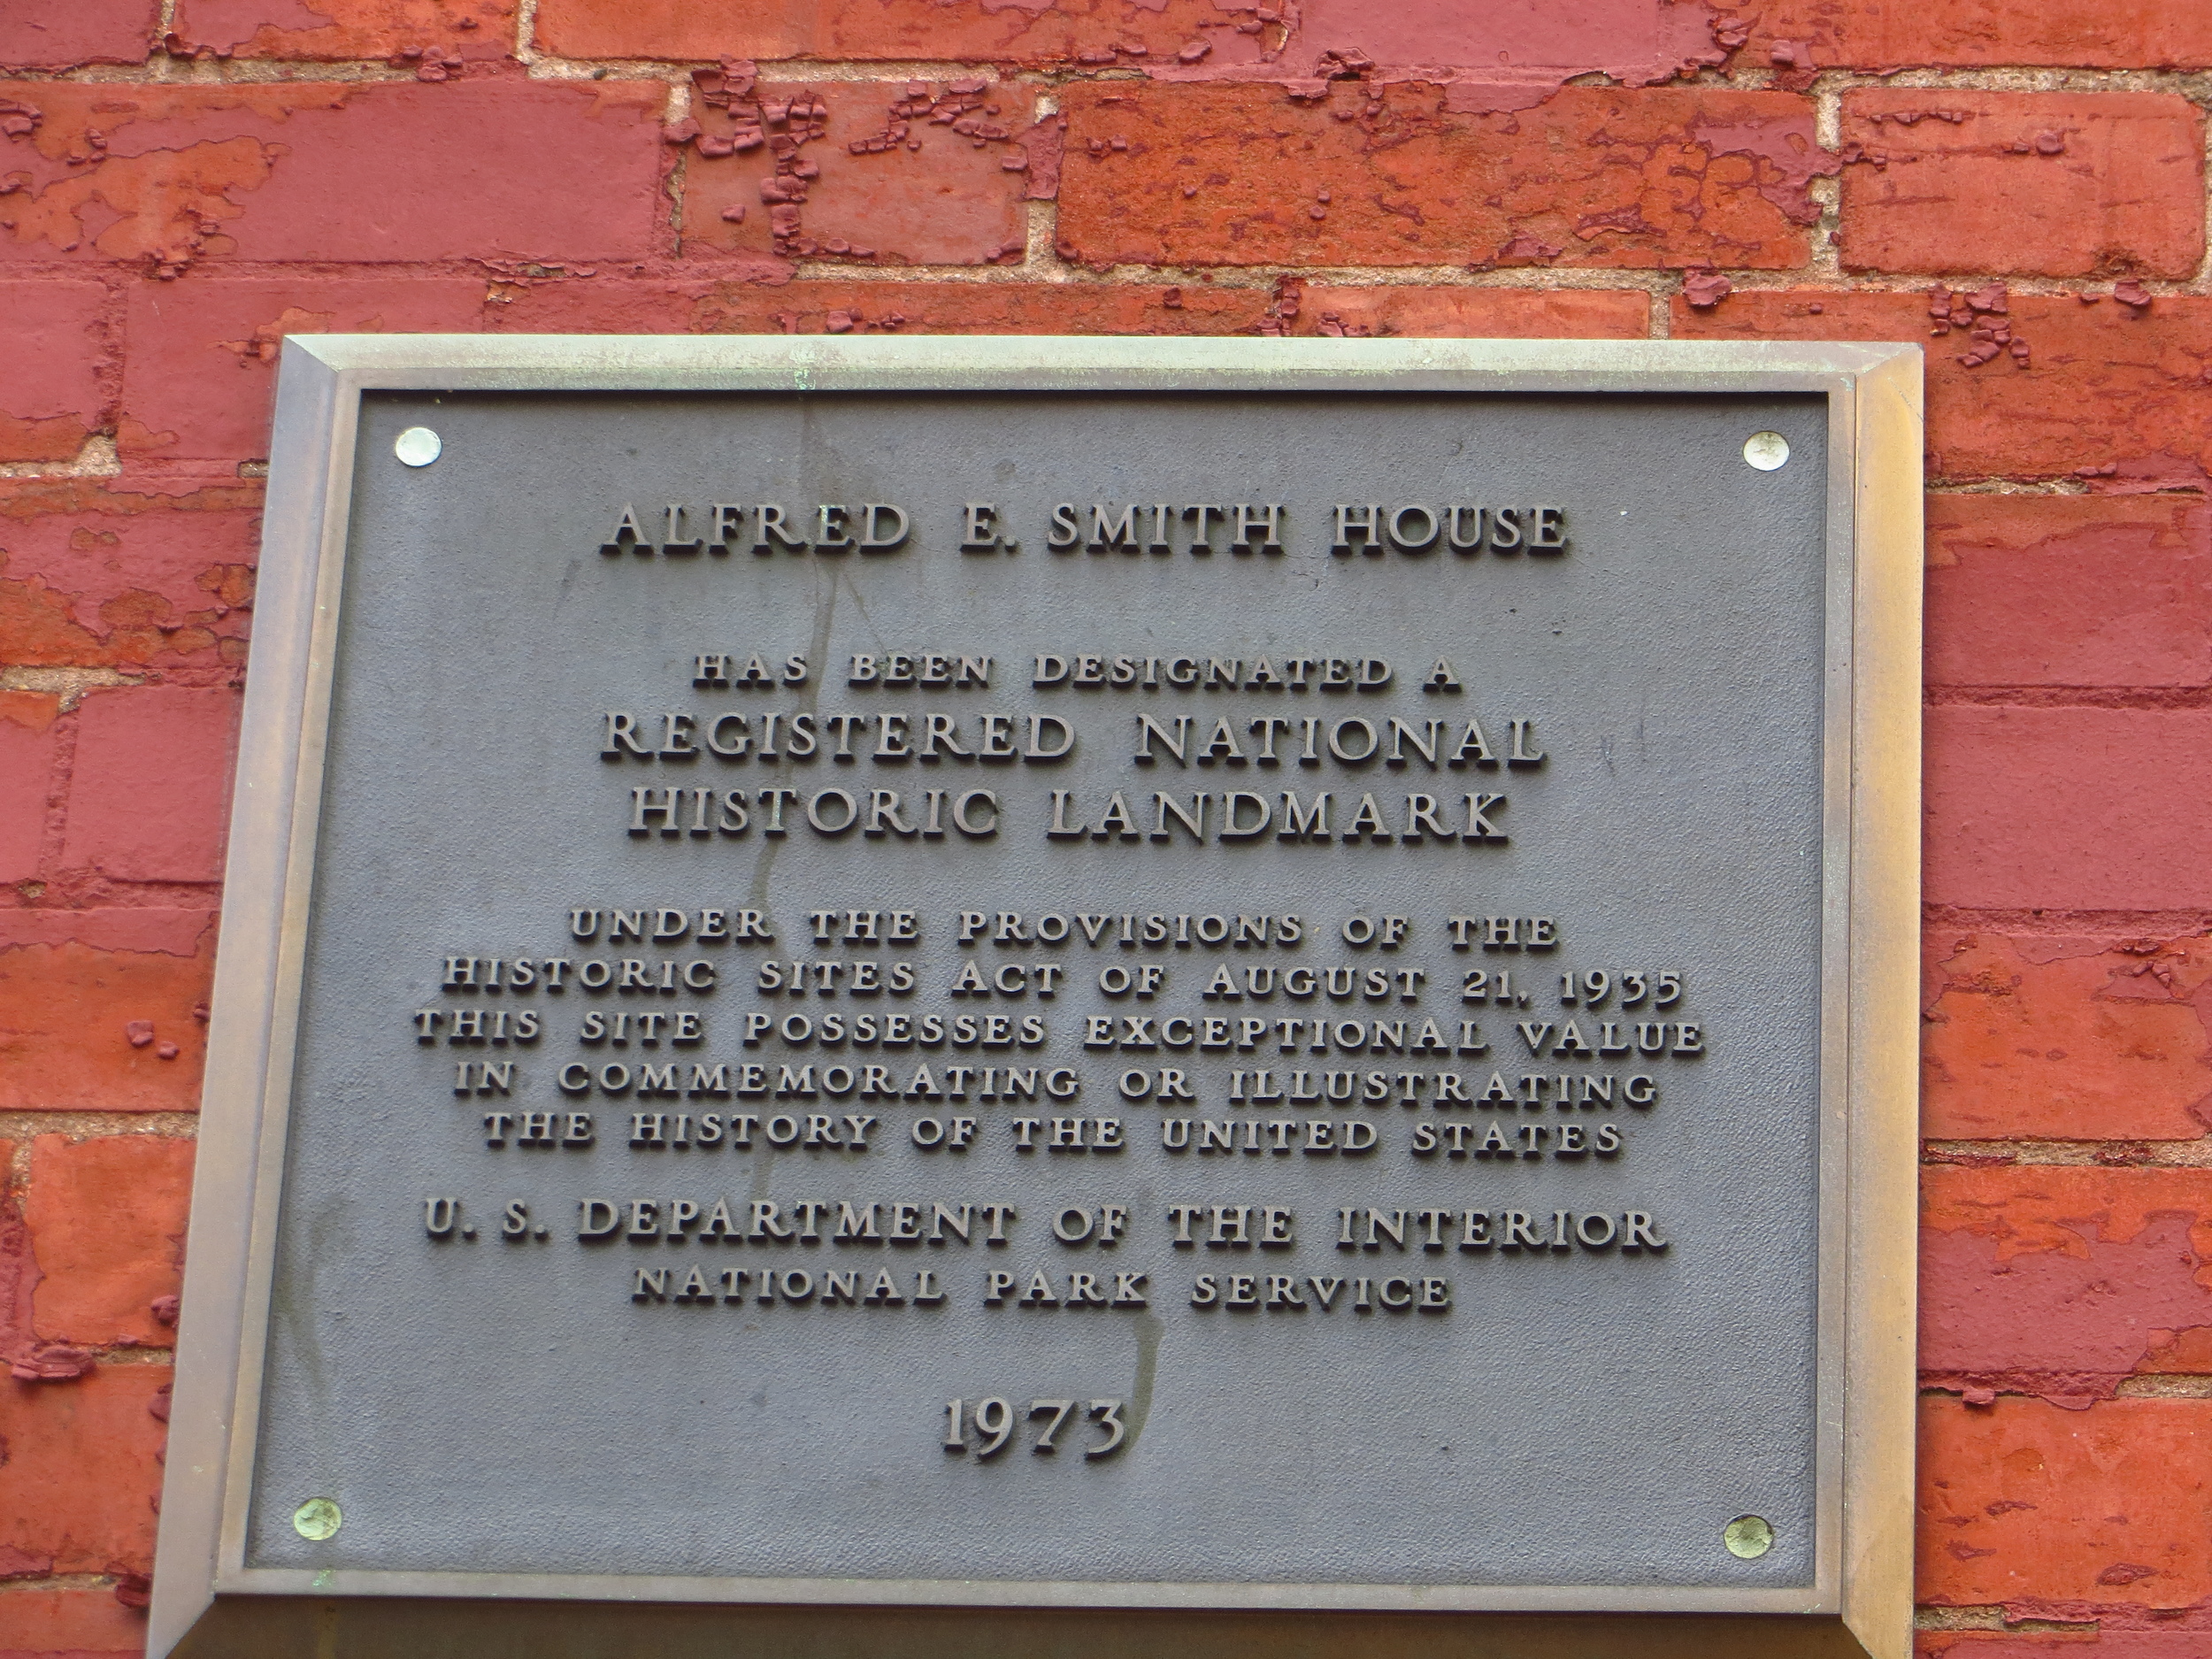 ALFRED E. SMITH HOUSE
HAS BEEN DESIGNATED A
REGISTERED NATIONAL
HISTORIC LANDMARK
UNDER THE PROVISIONS OF THE
HISTORIC SITES ACT OF AUGUST 21, 1935
THIS SITE POSSESSES EXCEPTIONAL VALUE
IN COMMEMORATING OR ILLUSTRATING
THE HISTORY OF THE UNITED STATES
U. S. DEPARTMENT OF THE INTERIOR
NATIONAL PARK SERVICE
1973